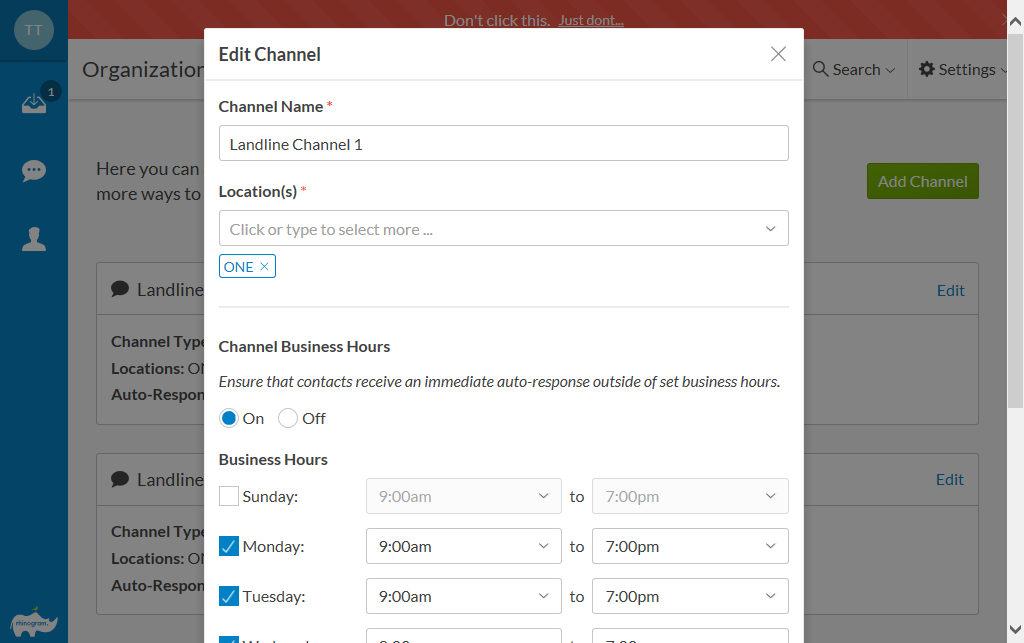 Don't click this. Just dont...
TT
Edit Channel
Organization
Search
Settings
1
Channel Name *
Landline Channel 1
Here you can
more ways to
Add Channel
Location(s) *
Click or type to select more ...
ONE
Landline
Edit
Channel Type
Locations: ON
Auto-Respon
Channel Business Hours
Ensure that contacts receive an immediate auto-response outside of set business hours.
On Off
Business Hours
Landline
Edit
Sunday: 9:00am to 7:00pm
Channel Type
Monday: 9:00am to 7:00pm
Locations: ON
Auto-Respon
Tuesday: 9:00am to 7:00pm
rhinogram